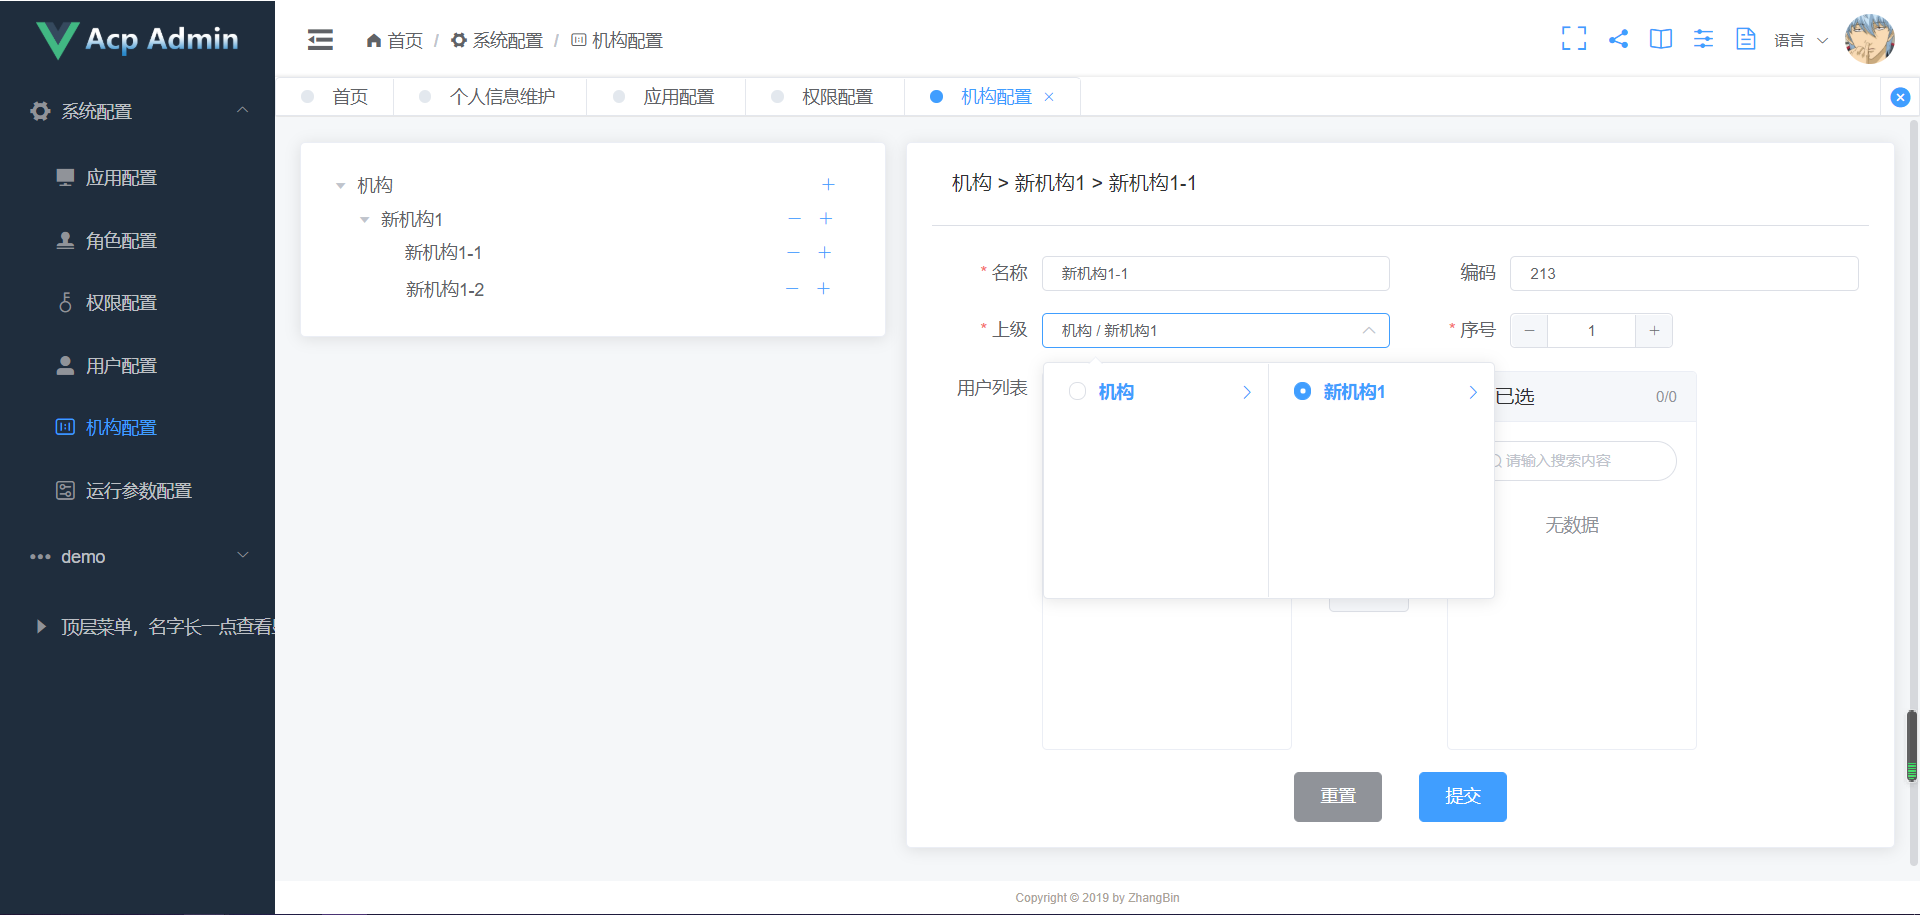 Acp Admin
系统配置
应用配置
角色配置
权限配置
用户配置
机构配置
运行参数配置
demo
顶层菜单，名字长一点查看
首页 / 系统配置 / 机构配置
语言
首页
个人信息维护
应用配置
权限配置
机构配置
机构
新机构1
新机构1-1
新机构1-2
机构 > 新机构1 > 新机构1-1
* 名称 新机构1-1
编码 213
* 上级 机构 / 新机构1
* 序号 1
用户列表
机构
新机构1
已选 0/0
请输入搜索内容
无数据
重置
提交
Copyright © 2019 by ZhangBin